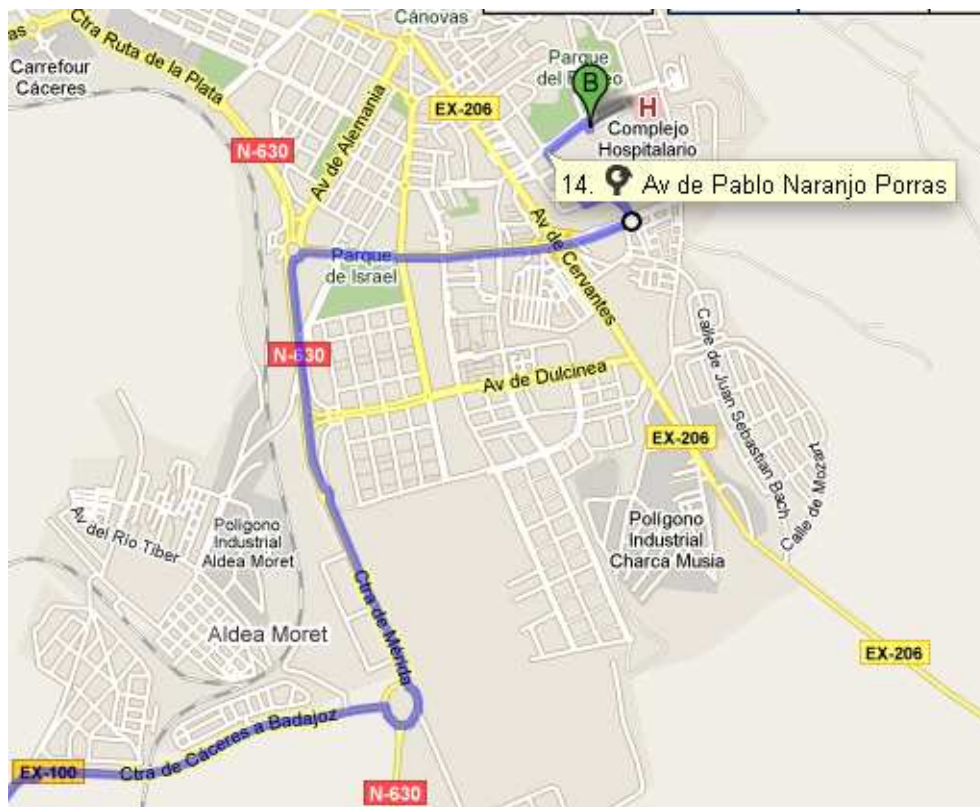 Cánovas
as
Ctra Ruta de la Plata
Carrefour
Cáceres
Parque
del
B
EX-206
H
Complejo
Hospitalario
N-630
Av de Alemania
14. Av de Pablo Naranjo Porras
Av de Cervantes
Parque
de Israel
N-630
Av de Dulcinea
Calle de Juan Sebastian Bach
EX-206
Calle de Mozart
Av del Río Tiber
Polígono
Industrial
Aldea Moret
Polígono
Industrial
Charca Musia
Ctra de Mérida
Aldea Moret
EX-206
Ctra de Cáceres a Badajoz
EX-100
N-630